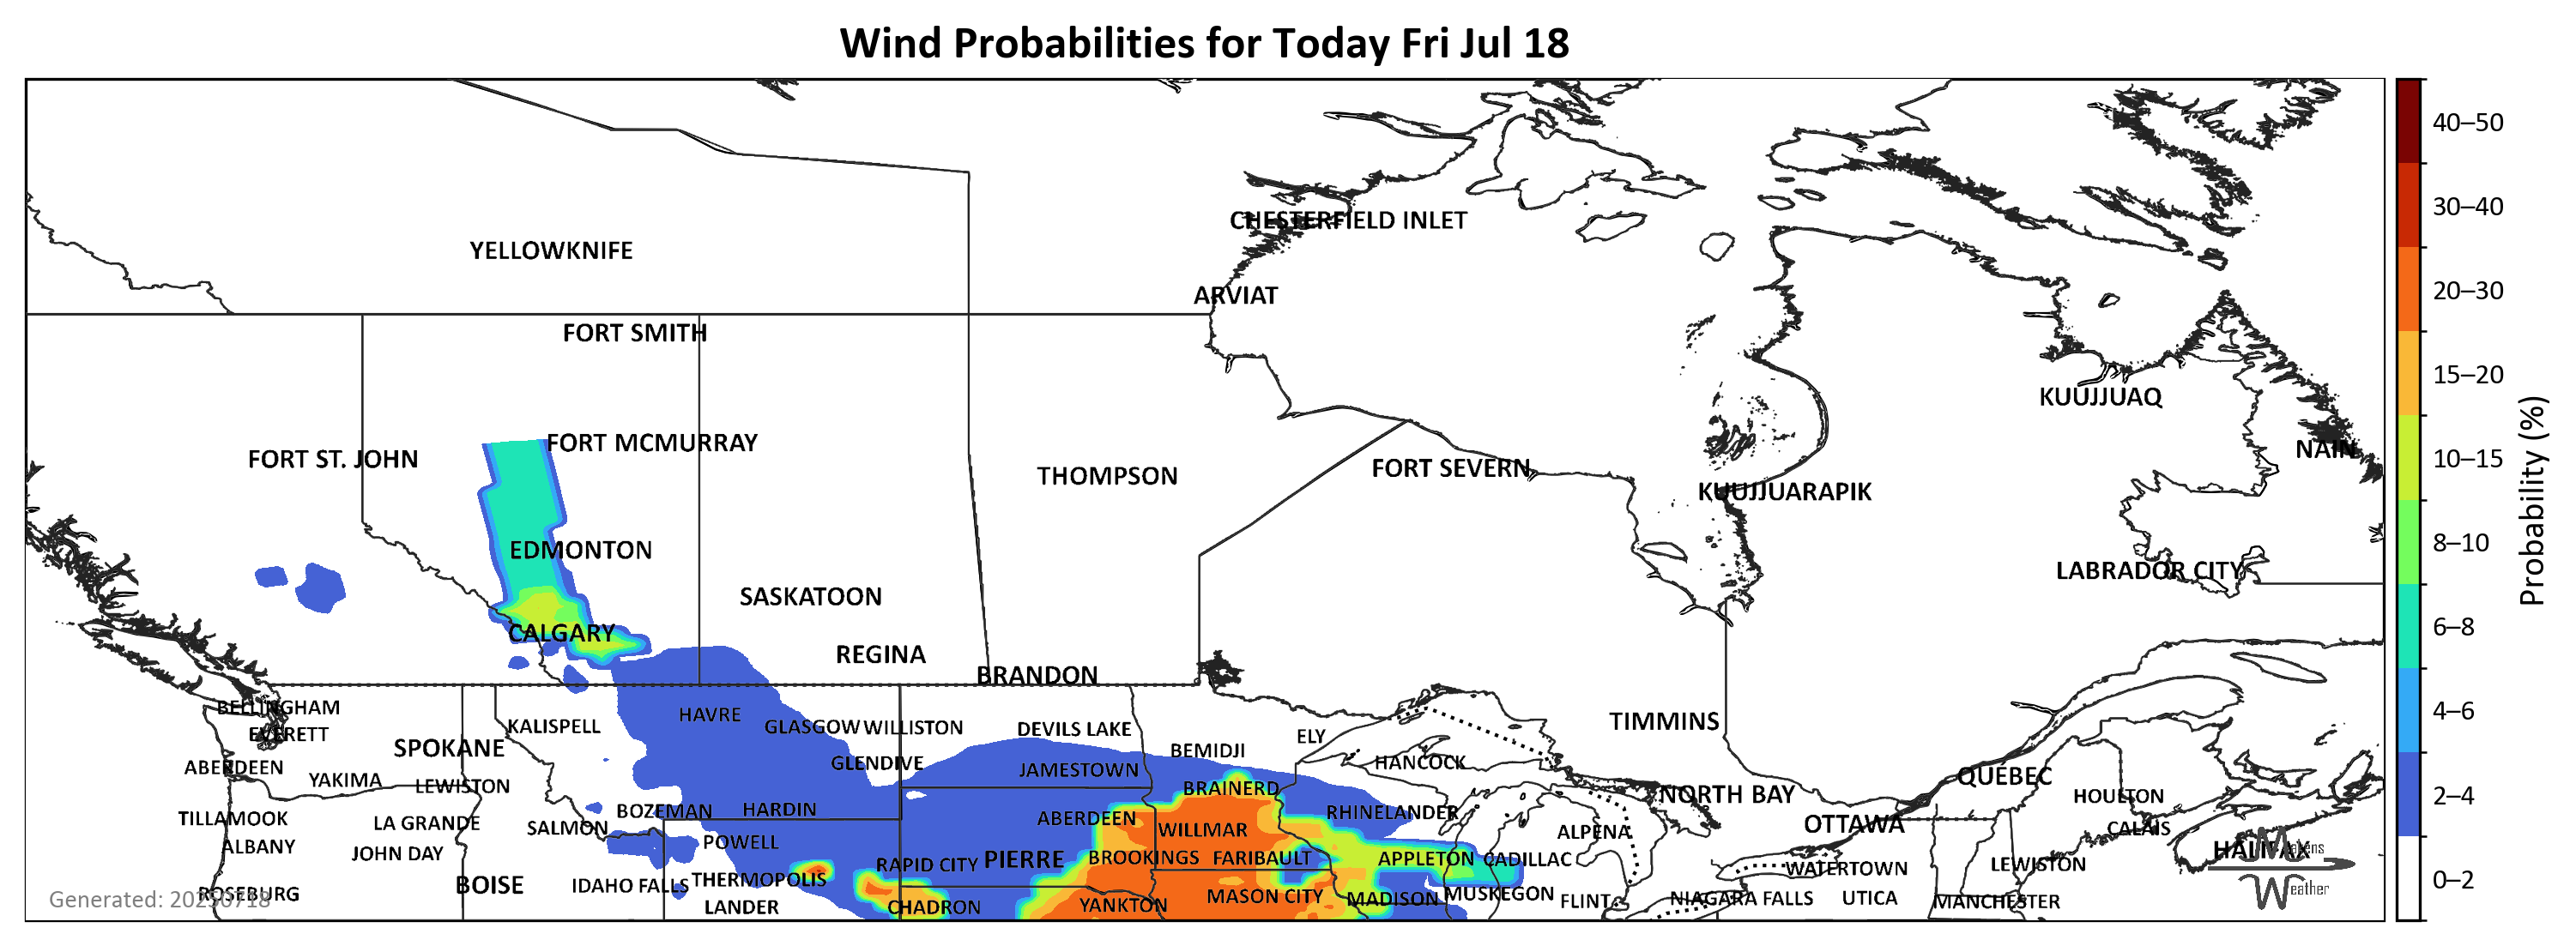 Wind Probabilities for Today Fri Jul 18
40–50
30–40
CHESTERFIELD INLET
YELLOWKNIFE
20–30
ARVIAT
FORT SMITH
15–20
KUUJJUAQ
FORT MCMURRAY
NAIN
FORT ST. JOHN
10–15
FORT SEVERN
THOMPSON
KUUJJUARAPIK
Probability (%)
8–10
EDMONTON
LABRADOR CITY
SASKATOON
6–8
CALGARY
REGINA
BRANDON
BELLINGHAM
HAVRE
4–6
TIMMINS
KALISPELL
GLASGOW
WILLISTON
DEVILS LAKE
EVERETT
ELY
SPOKANE
BEMIDJI
GLENDIVE
HANCOCK
ABERDEEN
JAMESTOWN
QUEBEC
YAKIMA
LEWISTON
BRAINERD
NORTH BAY
HOULTON
2–4
BOZEMAN
HARDIN
RHINELANDER
TILLAMOOK
ABERDEEN
LA GRANDE
OTTAWA
SALMON
WILLMAR
ALPENA
CALAIS
POWELL
ALBANY
JOHN DAY
HALIFAX
Weather
BROOKINGS
FARIBAULT
APPLETON
CADILLAC
PIERRE
RAPID CITY
LEWISTON
WATERTOWN
THERMOPOLIS
0–2
BOISE
IDAHO FALLS
ROSEBURG
MUSKEGON
MASON CITY
MADISON
NIAGARA FALLS
UTICA
Generated: 20250718
FLINT
MANCHESTER
YANKTON
LANDER
CHADRON